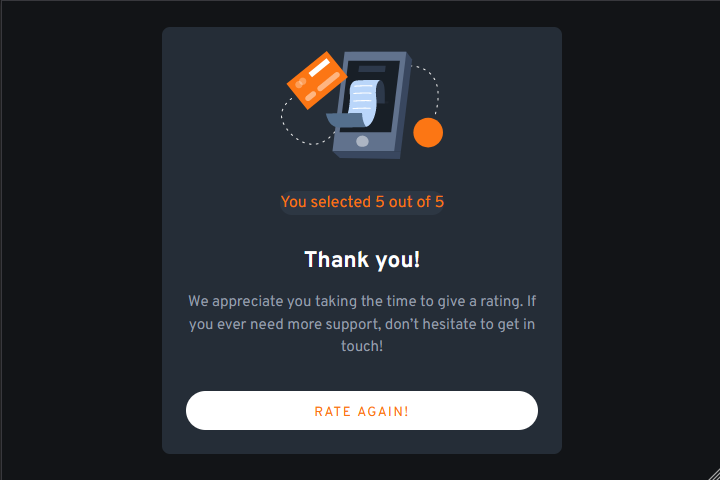 You selected 5 out of 5
Thank you!
We appreciate you taking the time to give a rating. If
you ever need more support, don’t hesitate to get in
touch!
RATE AGAIN!